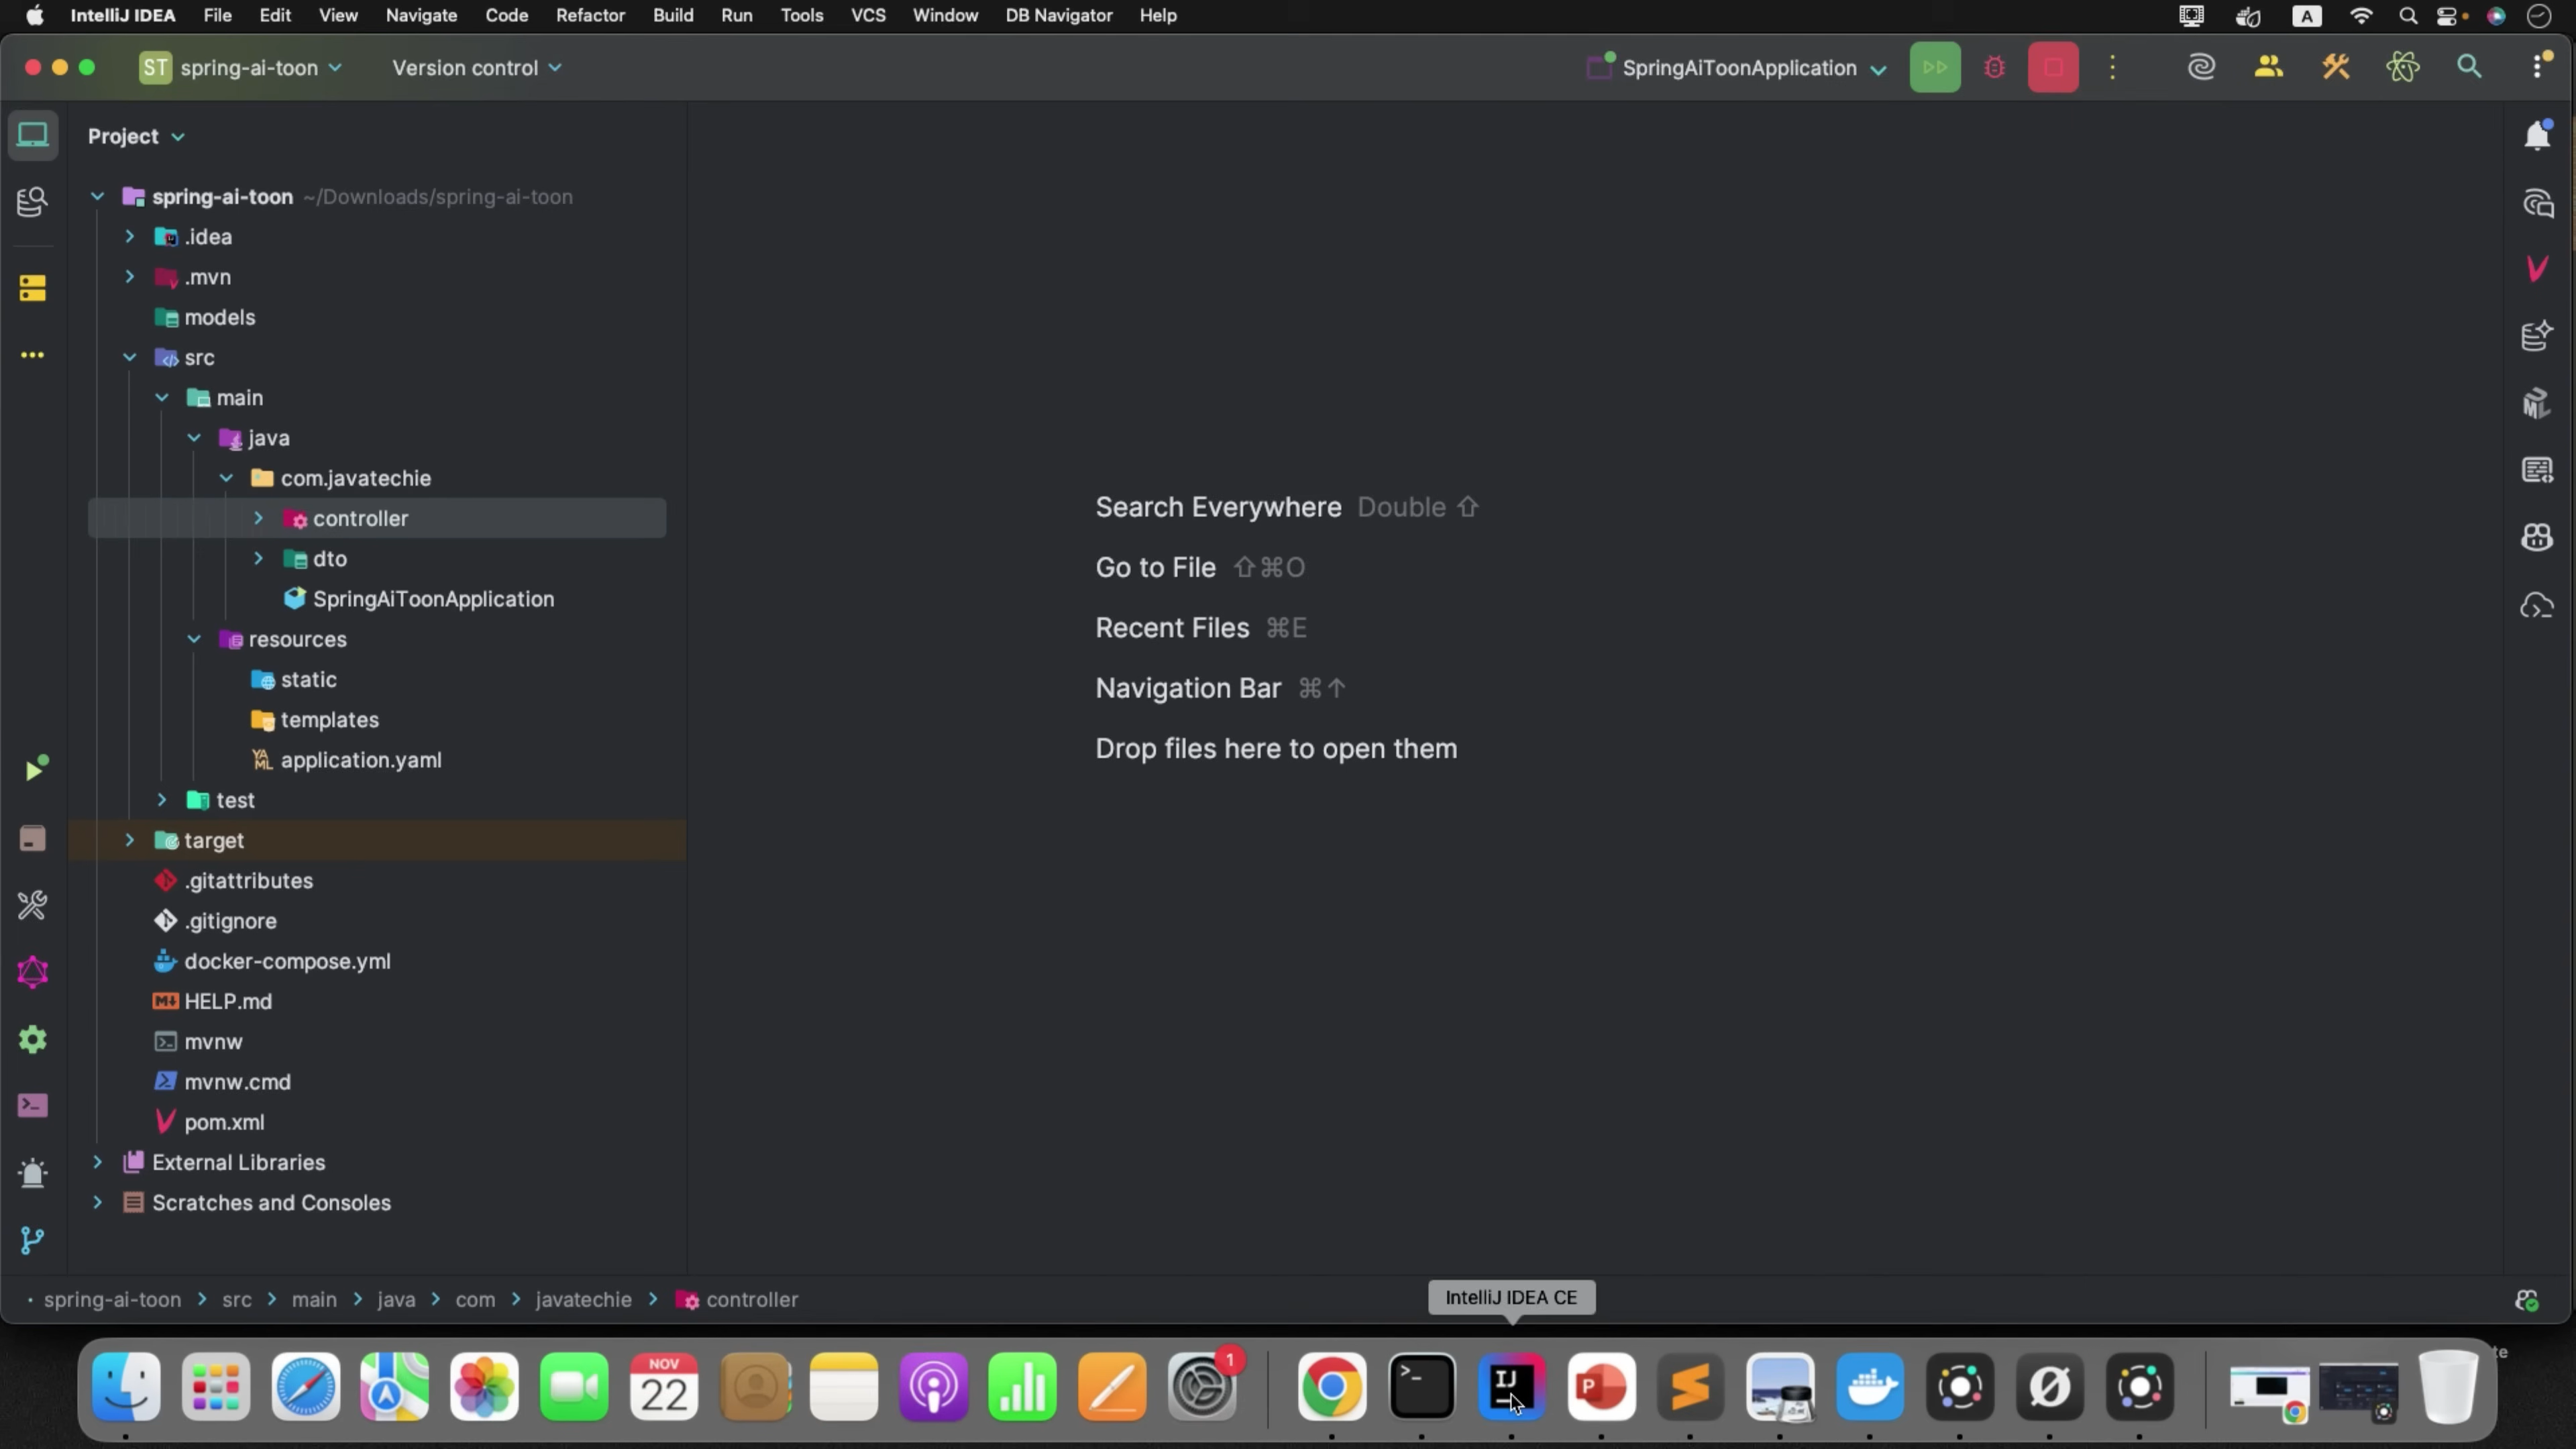 IntelliJ IDEA File Edit View Navigate Code Refactor Build Run Tools VCS Window DB Navigator Help A
ST spring-ai-toon Version control SpringAiToonApplication
Project
spring-ai-toon ~/Downloads/spring-ai-toon
.idea
.mvn
models
src
main
java
com.javatechie
controller
dto
SpringAiToonApplication
resources
static
templates
application.yaml
test
target
.gitattributes
.gitignore
docker-compose.yml
HELP.md
mvnw
mvnw.cmd
pom.xml
External Libraries
Scratches and Consoles
Search Everywhere Double ⇧
Go to File ⇧⌘O
Recent Files ⌘E
Navigation Bar ⌘↑
Drop files here to open them
spring-ai-toon > src > main > java > com > javatechie > controller
IntelliJ IDEA CE
te
1
NOV
22
IJ
P